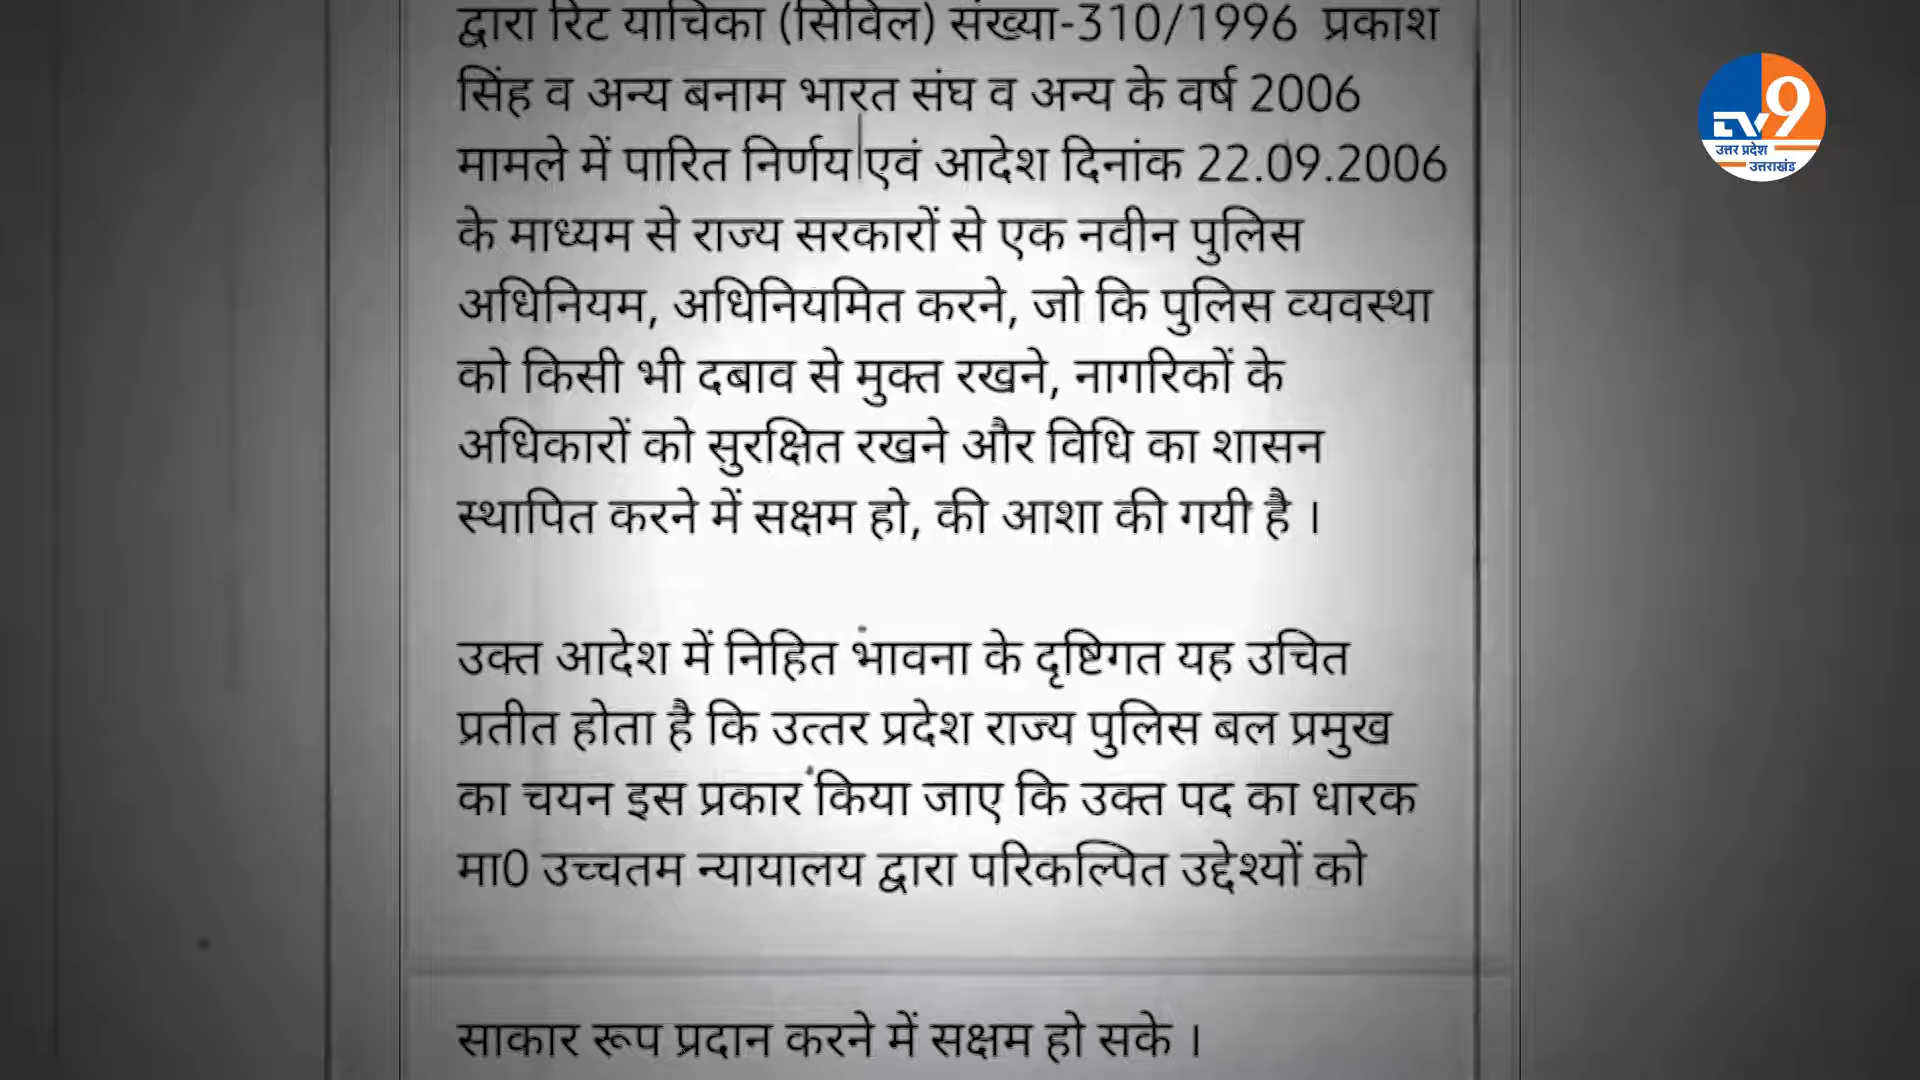 द्वारा रिट याचिका (सिविल) संख्या-310/1996 प्रकाश
सिंह व अन्य बनाम भारत संघ व अन्य के वर्ष 2006
मामले में पारित निर्णय एवं आदेश दिनांक 22.09.2006
के माध्यम से राज्य सरकारों से एक नवीन पुलिस
अधिनियम, अधिनियमित करने, जो कि पुलिस व्यवस्था
को किसी भी दबाव से मुक्त रखने, नागरिकों के
अधिकारों को सुरक्षित रखने और विधि का शासन
स्थापित करने में सक्षम हो, की आशा की गयी है ।
उक्त आदेश में निहित भावना के दृष्टिगत यह उचित
प्रतीत होता है कि उत्तर प्रदेश राज्य पुलिस बल प्रमुख
का चयन इस प्रकार किया जाए कि उक्त पद का धारक
मा0 उच्चतम न्यायालय द्वारा परिकल्पित उद्देश्यों को
साकार रूप प्रदान करने में सक्षम हो सके ।
TV9
उत्तर प्रदेश
उत्तराखंड